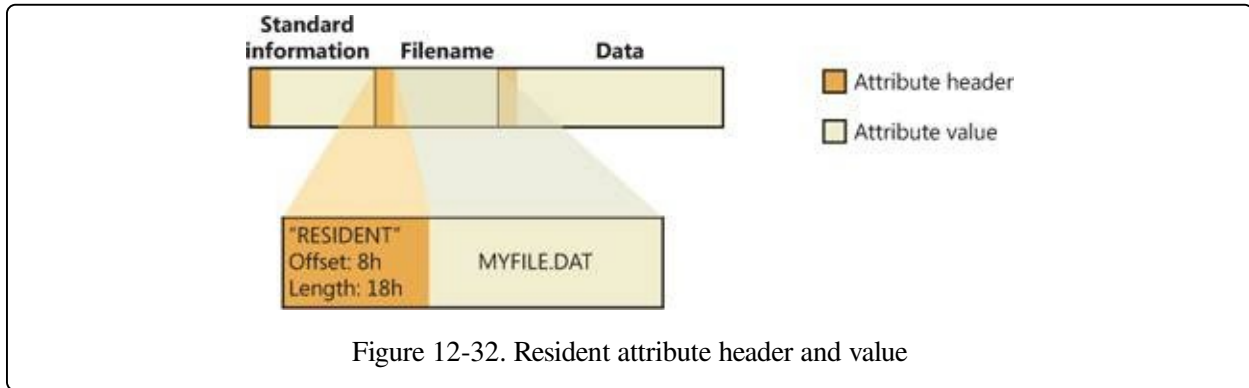 Standard
information Filename Data
Attribute header
Attribute value
"RESIDENT"
Offset: 8h
Length: 18h
MYFILE.DAT
Figure 12-32. Resident attribute header and value